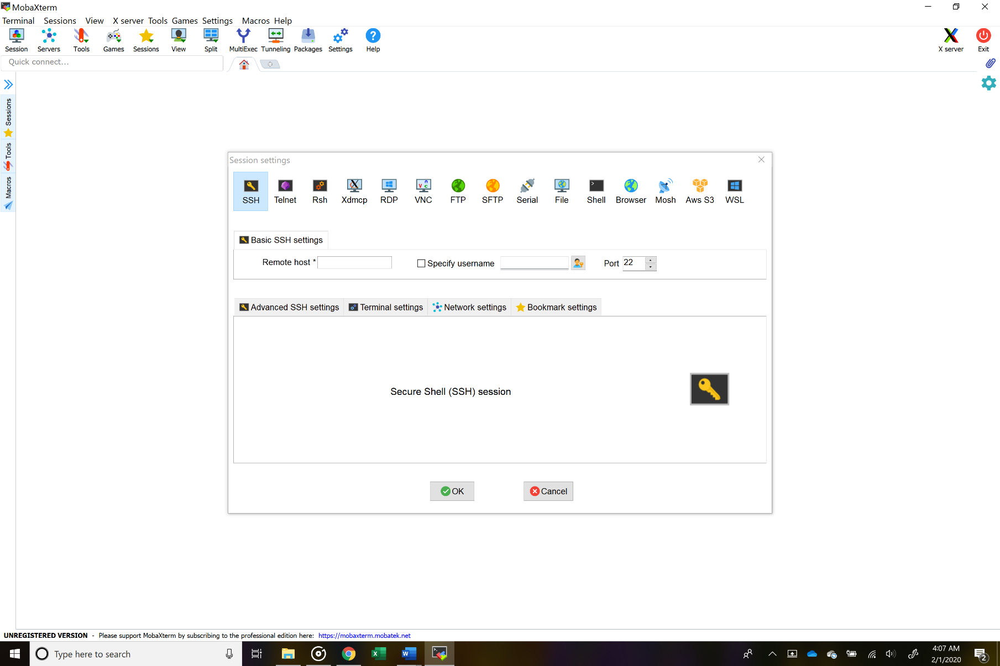 MobaXterm
Terminal Sessions View X server Tools Games Settings Macros Help
Session Servers Tools Games Sessions View Split MultiExec Tunneling Packages Settings Help X server Exit
Quick connect...
Sessions
Tools
Macros
Session settings
SSH Telnet Rsh Xdmcp RDP VNC FTP SFTP Serial File Shell Browser Mosh Aws S3 WSL
Basic SSH settings
Remote host * Specify username Port 22
Advanced SSH settings Terminal settings Network settings Bookmark settings
Secure Shell (SSH) session
OK Cancel
UNREGISTERED VERSION - Please support MobaXterm by subscribing to the professional edition here: https://mobaxterm.mobatek.net
Type here to search
4:07 AM
2/1/2020
2